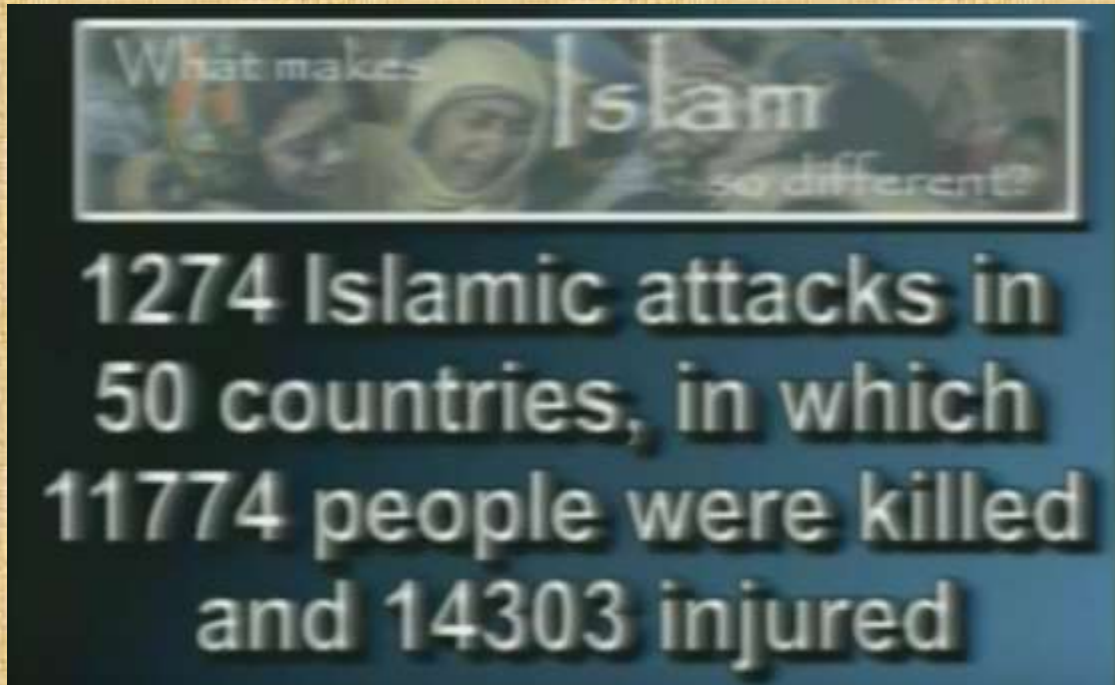 What makes
Islam
so different?
1274 Islamic attacks in
50 countries, in which
11774 people were killed
and 14303 injured